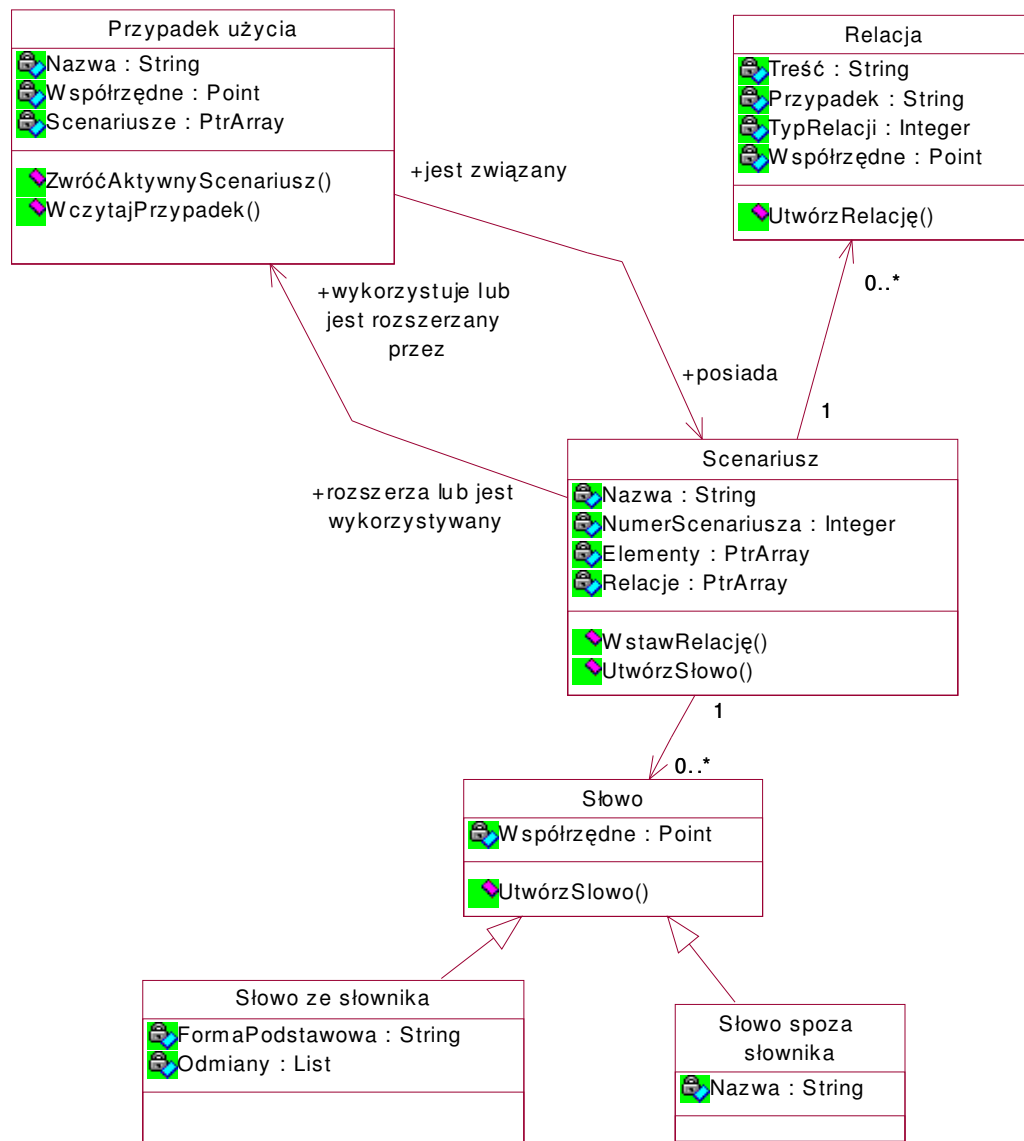 Przypadek użycia
Nazwa : String
Współrzędne : Point
Scenariusze : PtrArray
ZwróćAktywnyScenariusz()
WczytajPrzypadek()
Relacja
Treść : String
Przypadek : String
TypRelacji : Integer
Współrzędne : Point
UtwórzRelację()
+jest związany
0..*
+wykorzystuje lub
jest rozszerzany
przez
+posiada
1
+rozszerza lub jest
wykorzystywany
Scenariusz
Nazwa : String
NumerScenariusza : Integer
Elementy : PtrArray
Relacje : PtrArray
WstawRelację()
UtwórzSłowo()
1
0..*
Słowo
Współrzędne : Point
UtwórzSlowo()
Słowo ze słownika
FormaPodstawowa : String
Odmiany : List
Słowo spoza
słownika
Nazwa : String